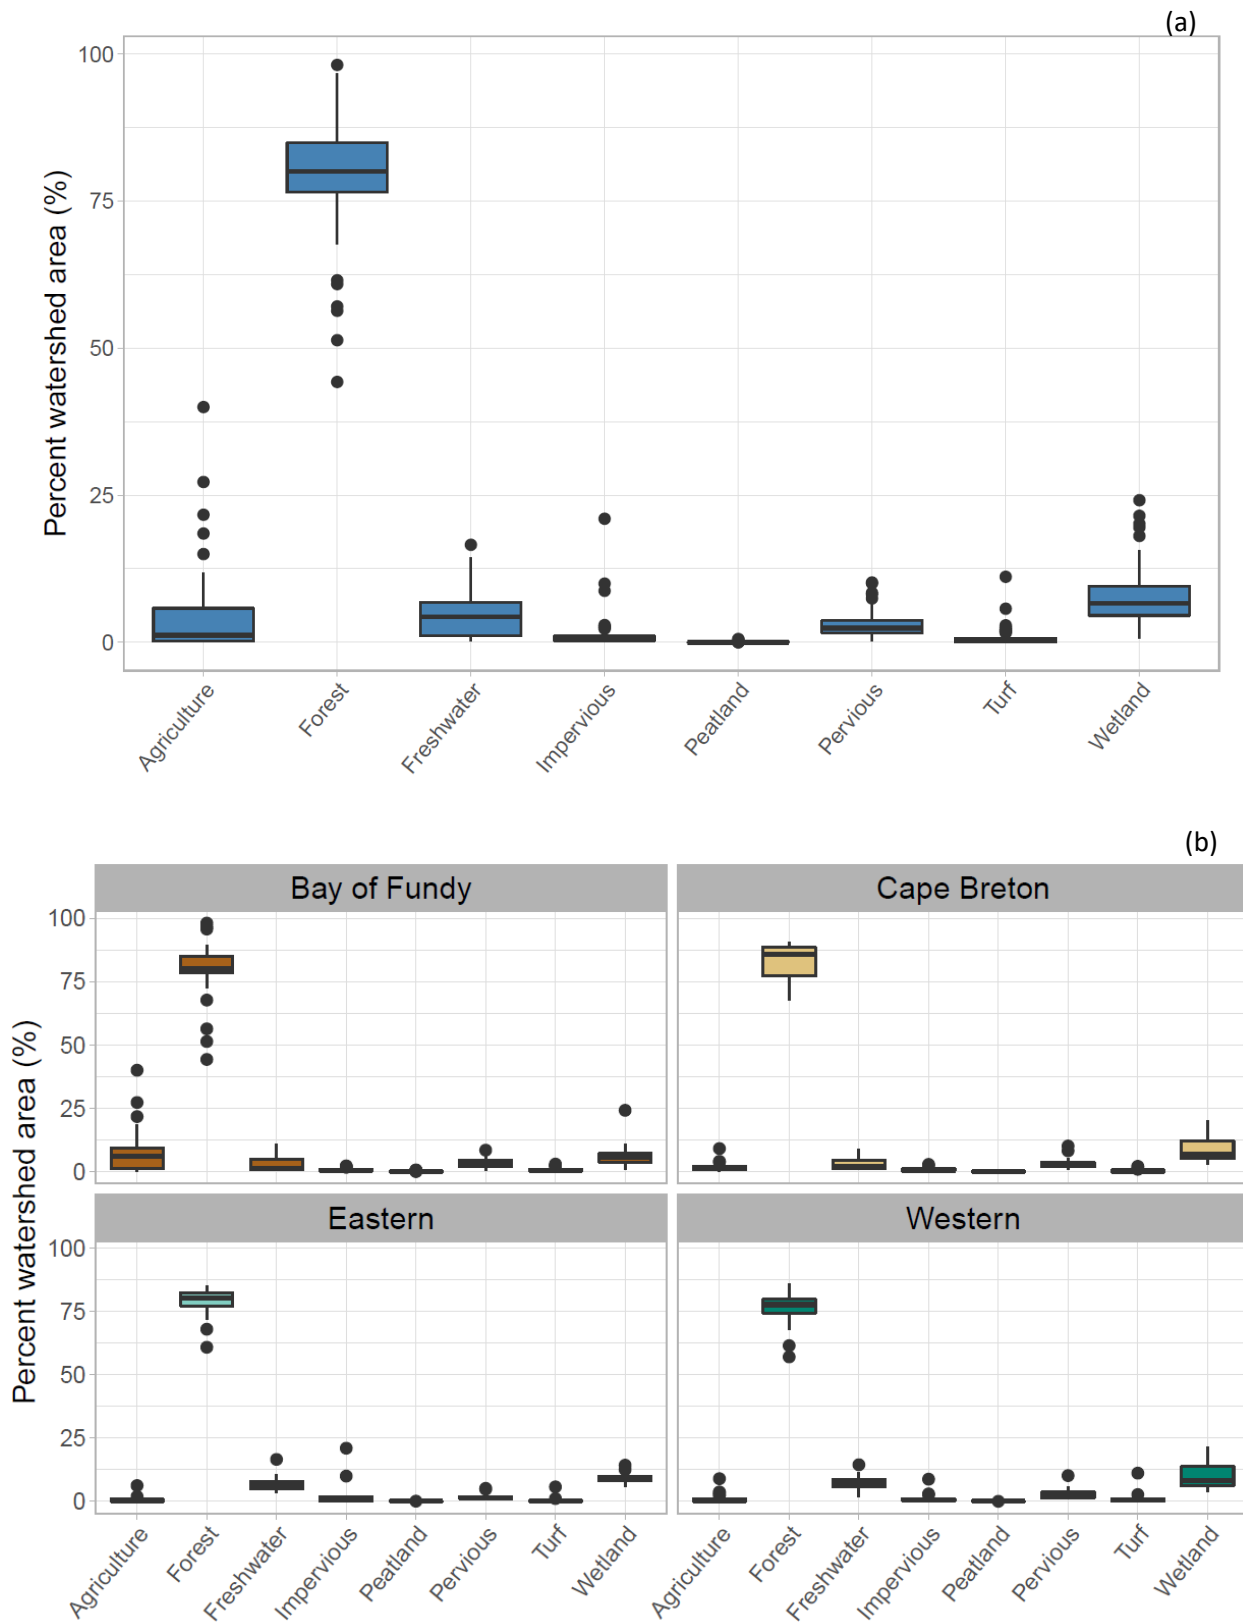 (a)
Percent watershed area (%)
100
75
50
25
0
Agriculture
Forest
Freshwater
Impervious
Peatland
Pervious
Turf
Wetland
(b)
Bay of Fundy
Cape Breton
Percent watershed area (%)
100
75
50
25
0
Eastern
Western
100
75
50
25
0
Agriculture
Forest
Freshwater
Impervious
Peatland
Pervious
Turf
Wetland
Agriculture
Forest
Freshwater
Impervious
Peatland
Pervious
Turf
Wetland